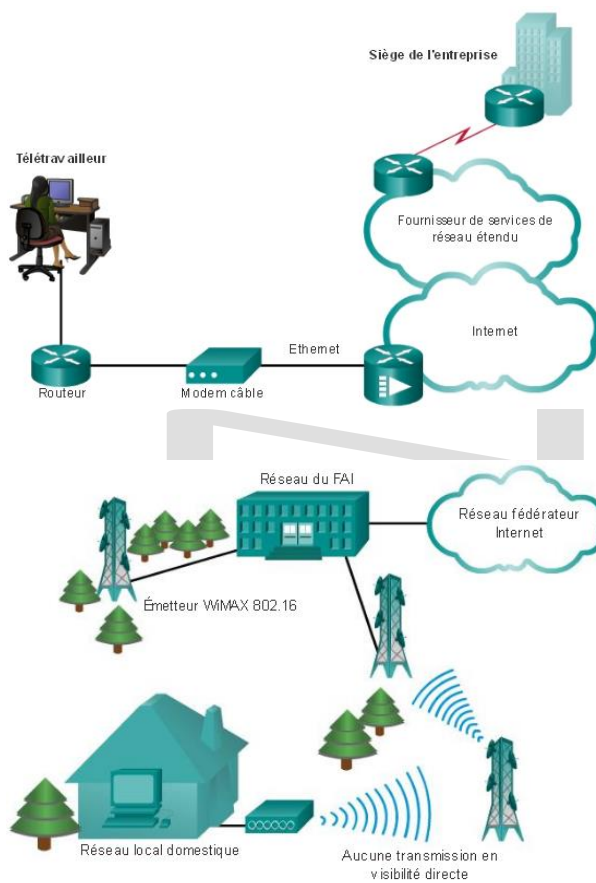 Siège de l'entreprise
Télétravailleur
Fournisseur de services de
réseau étendu
Internet
Ethernet
Routeur
Modem câble
Réseau du FAI
Réseau fédérateur
Internet
Émetteur WiMAX 802.16
Réseau local domestique
Aucune transmission en
visibilité directe